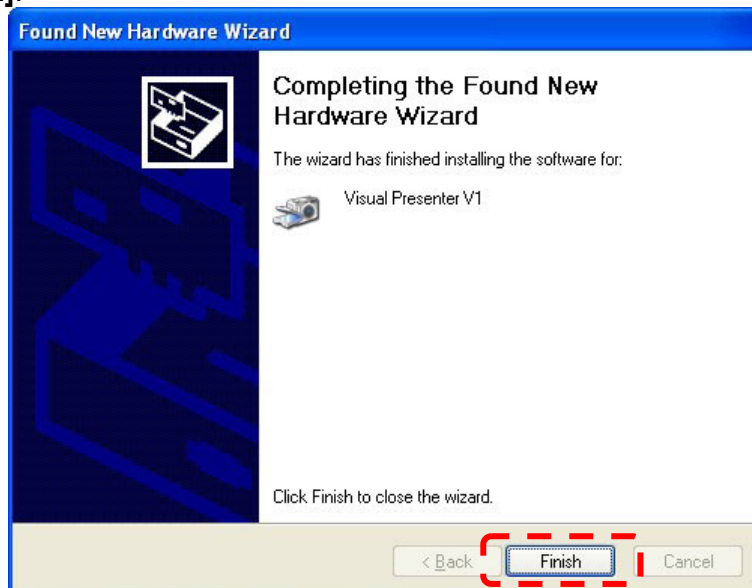 ].
Found New Hardware Wizard
Completing the Found New
Hardware Wizard
The wizard has finished installing the software for:
Visual Presenter V1
Click Finish to close the wizard.
< Back
Finish
Cancel